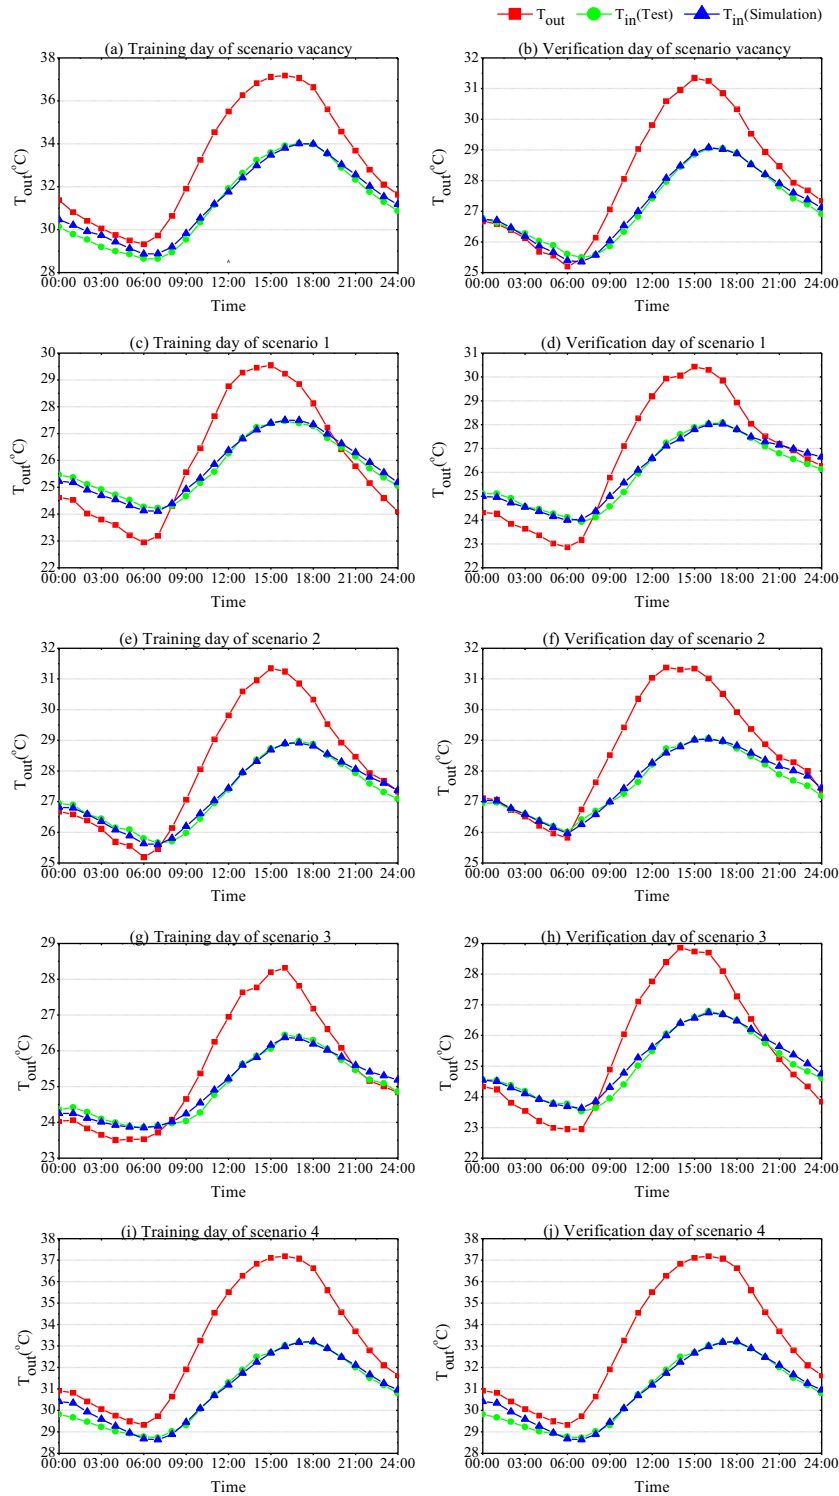 T_out T_in(Test) T_in(Simulation)
(a) Training day of scenario vacancy
38
36
34
32
30
28
T_out(°C)
00:00 03:00 06:00 09:00 12:00 15:00 18:00 21:00 24:00
Time
(b) Verification day of scenario vacancy
32
31
30
29
28
27
26
25
T_out(°C)
00:00 03:00 06:00 09:00 12:00 15:00 18:00 21:00 24:00
Time
(c) Training day of scenario 1
30
29
28
27
26
25
24
23
22
T_out(°C)
00:00 03:00 06:00 09:00 12:00 15:00 18:00 21:00 24:00
Time
(d) Verification day of scenario 1
31
30
29
28
27
26
25
24
23
22
T_out(°C)
00:00 03:00 06:00 09:00 12:00 15:00 18:00 21:00 24:00
Time
(e) Training day of scenario 2
32
31
30
29
28
27
26
25
T_out(°C)
00:00 03:00 06:00 09:00 12:00 15:00 18:00 21:00 24:00
Time
(f) Verification day of scenario 2
32
31
30
29
28
27
26
25
T_out(°C)
00:00 03:00 06:00 09:00 12:00 15:00 18:00 21:00 24:00
Time
(g) Training day of scenario 3
29
28
27
26
25
24
23
T_out(°C)
00:00 03:00 06:00 09:00 12:00 15:00 18:00 21:00 24:00
Time
(h) Verification day of scenario 3
29
28
27
26
25
24
23
22
T_out(°C)
00:00 03:00 06:00 09:00 12:00 15:00 18:00 21:00 24:00
Time
(i) Training day of scenario 4
38
37
36
35
34
33
32
31
30
29
28
T_out(°C)
00:00 03:00 06:00 09:00 12:00 15:00 18:00 21:00 24:00
Time
(j) Verification day of scenario 4
38
37
36
35
34
33
32
31
30
29
28
T_out(°C)
00:00 03:00 06:00 09:00 12:00 15:00 18:00 21:00 24:00
Time